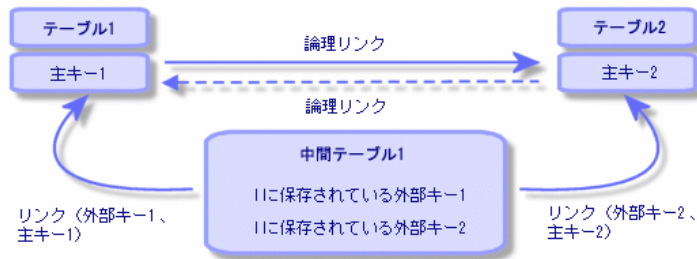 テーブル1
テーブル2
論理リンク
主キー1
主キー2
論理リンク
中間テーブル1
IIに保存されている外部キー1
IIに保存されている外部キー2
リンク（外部キー1、
主キー1）
リンク（外部キー2、
主キー2）